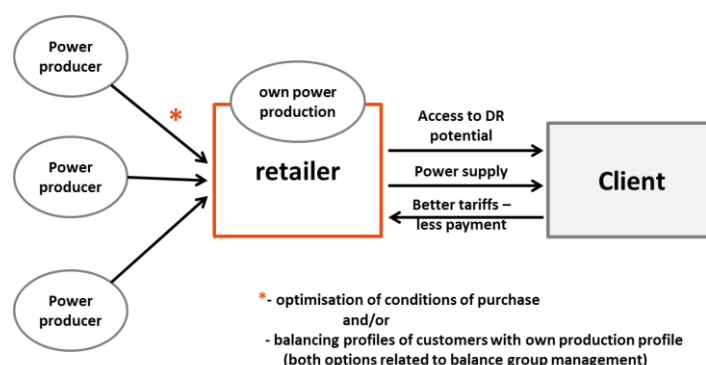 Power
producer
own power
production
*
Access to DR
potential
Power
producer
retailer
Power supply
Client
Better tariffs –
less payment
Power
producer
*- optimisation of conditions of purchase
and/or
- balancing profiles of customers with own production profile
(both options related to balance group management)